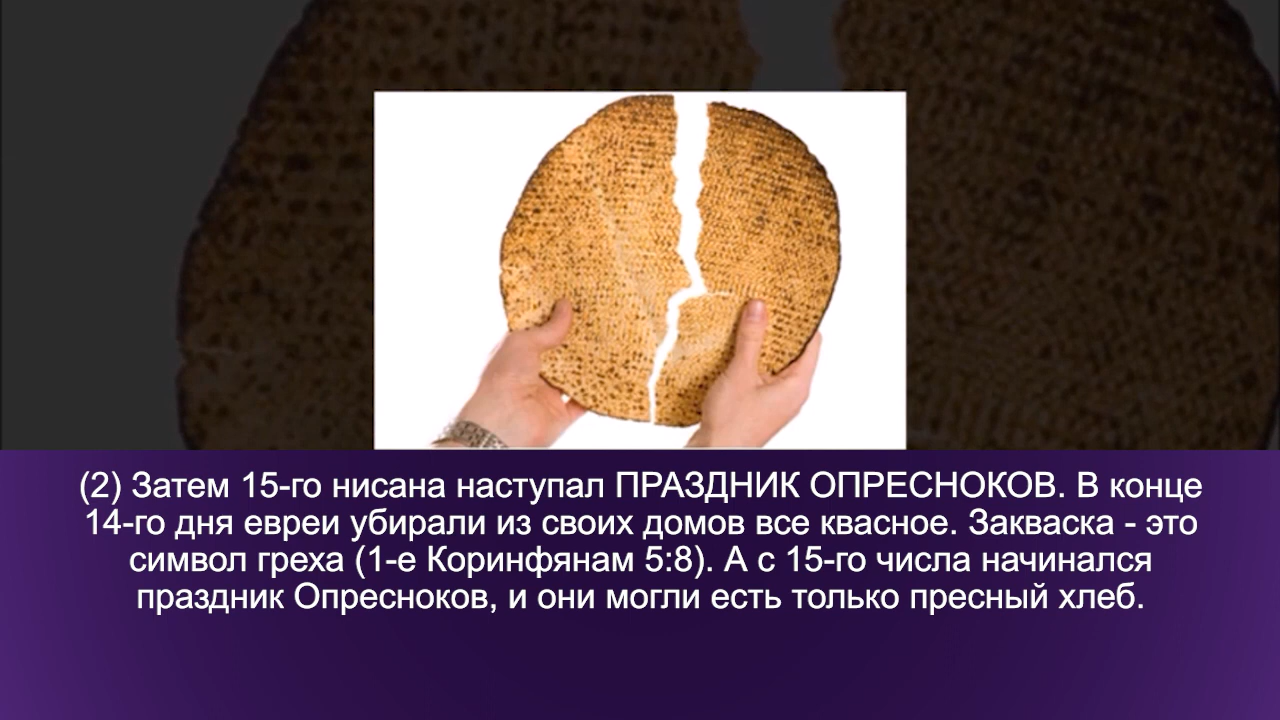 (2) Затем 15-го нисана наступал ПРАЗДНИК ОПРЕСНОКОВ. В конце
14-го дня евреи убирали из своих домов все квасное. Закваска - это
символ греха (1-е Коринфянам 5:8). А с 15-го числа начинался
праздник Опресноков, и они могли есть только пресный хлеб.